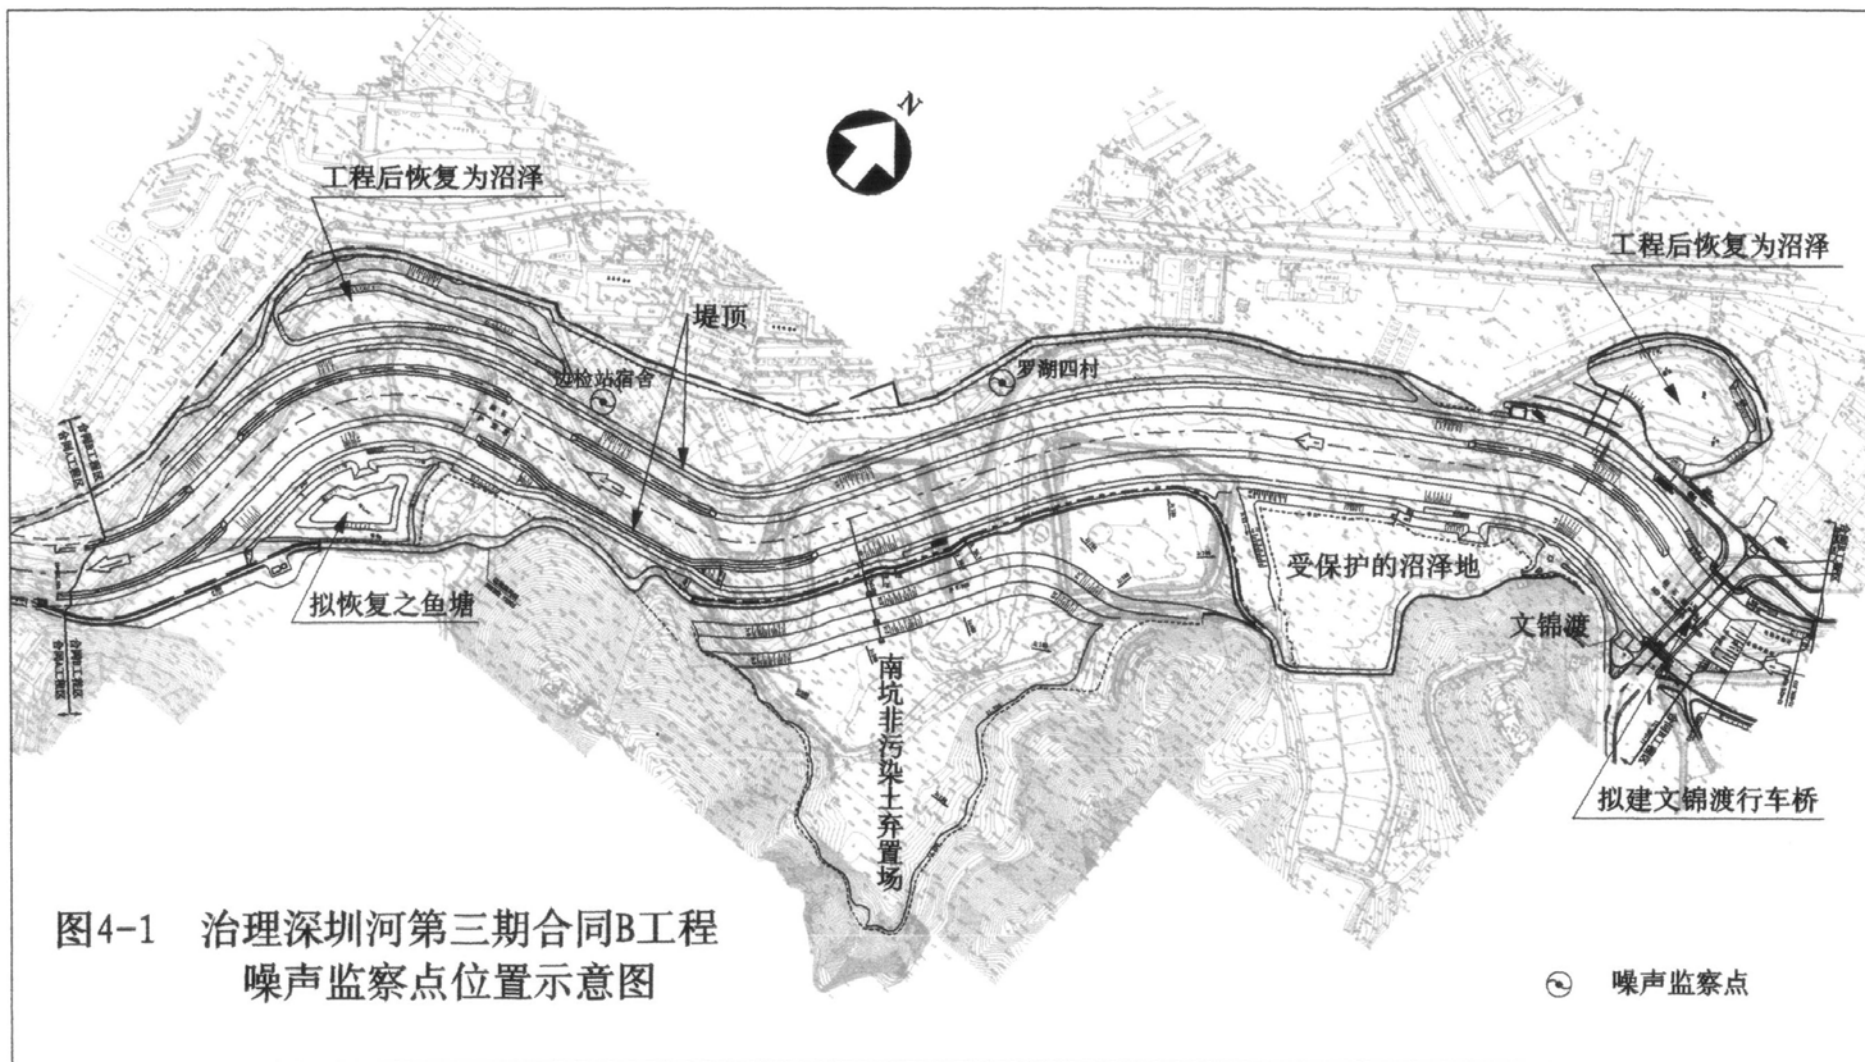 N
工程后恢复为沼泽
工程后恢复为沼泽
堤顶
边检站宿舍
罗湖四村
受保护的沼泽地
拟恢复之鱼塘
文锦渡
南坑非污染土弃置场
拟建文锦渡行车桥
图4-1 治理深圳河第三期合同B工程
噪声监察点位置示意图
噪声监察点